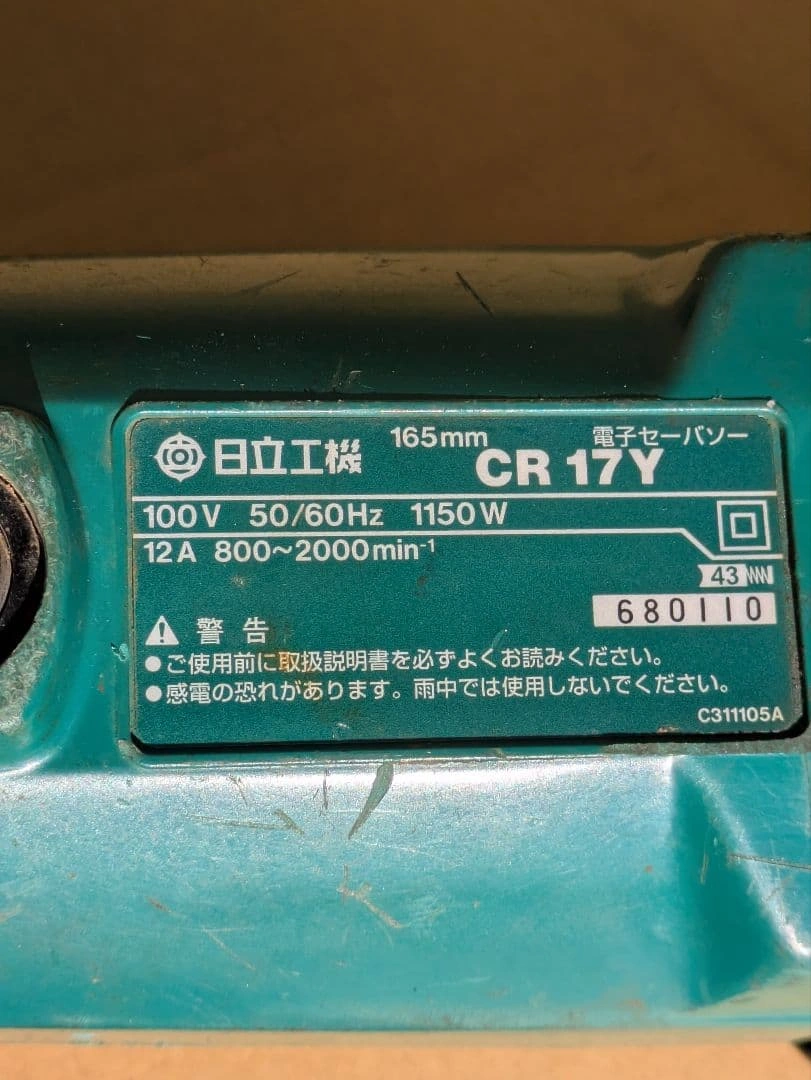 日立工機 165mm 電子セーバソー
CR 17Y
100V 50/60Hz 1150W
12A 800~2000min-1
43
680110
警告
●ご使用前に取扱説明書を必ずよくお読みください。
●感電の恐れがあります。雨中では使用しないでください。
C311105A